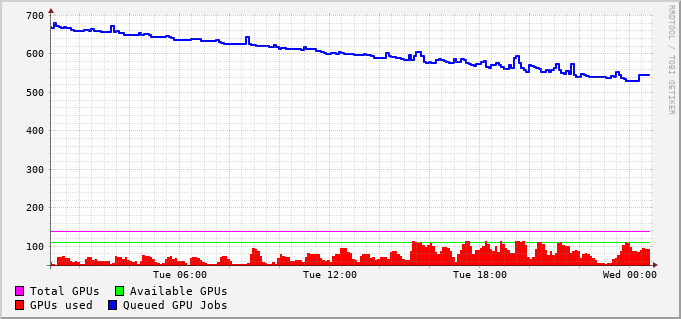 700
600
500
400
300
200
100
Tue 06:00 Tue 12:00 Tue 18:00 Wed 00:00
Total GPUs Available GPUs
GPUs used Queued GPU Jobs
RRDTOOL / TOBI OETIKER